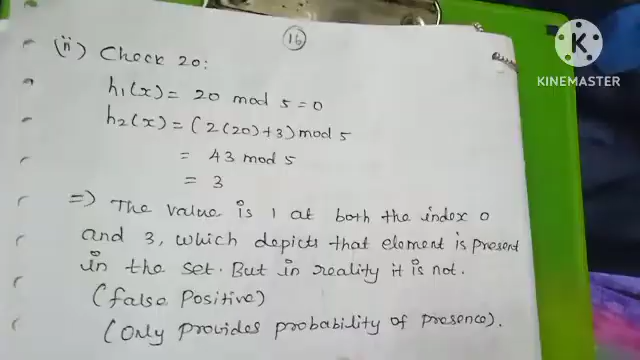 16
(ii) Check 20:
h1(x) = 20 mod 5 = 0
h2(x) = (2(20)+3) mod 5
= 43 mod 5
= 3
=> The value is 1 at both the index 0
and 3, which depicts that element is present
in the set. But in reality it is not.
(false Positive)
(Only provides probability of presence).
K
KINEMASTER